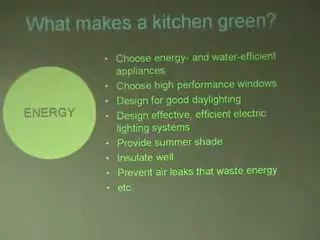 What makes a kitchen green?
ENERGY
• Choose energy- and water-efficient
appliances
• Choose high performance windows
• Design for good daylighting
• Design effective, efficient electric
lighting systems
• Provide summer shade
• Insulate well
• Prevent air leaks that waste energy
• etc.